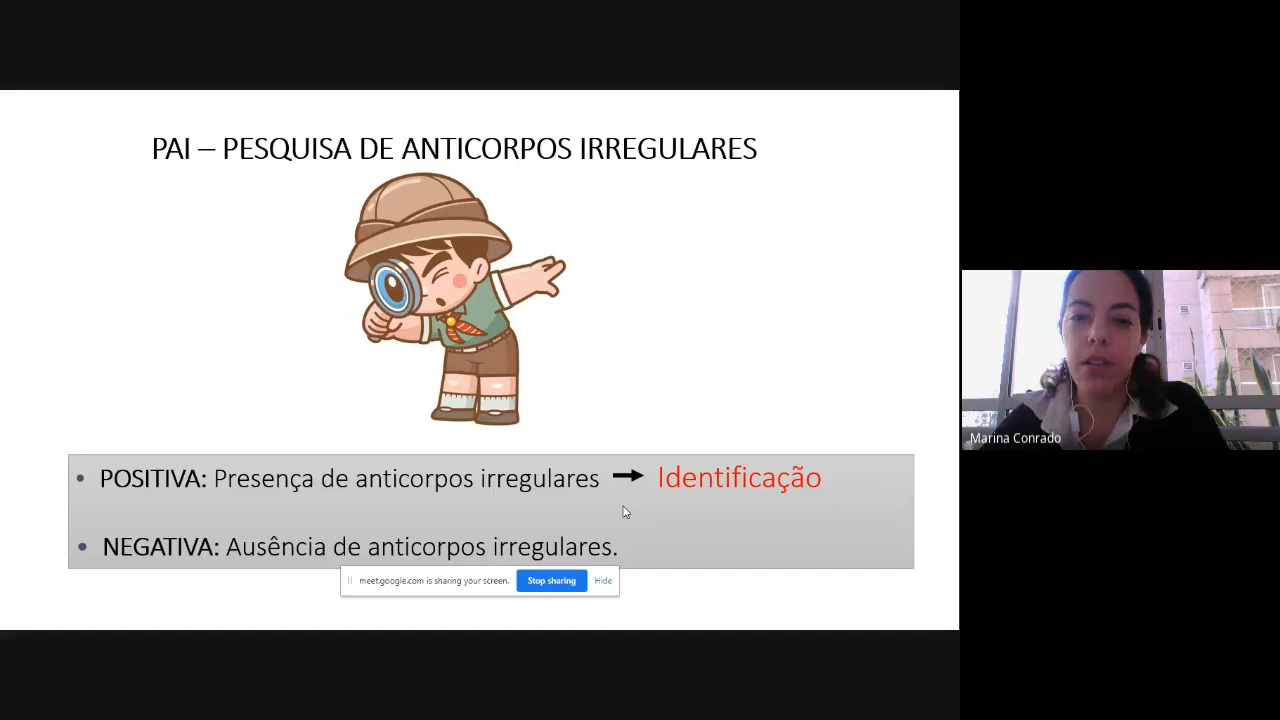 PAI – PESQUISA DE ANTICORPOS IRREGULARES
• POSITIVA: Presença de anticorpos irregulares → Identificação
• NEGATIVA: Ausência de anticorpos irregulares.
meet.google.com is sharing your screen. Stop sharing Hide
Marina Conrado